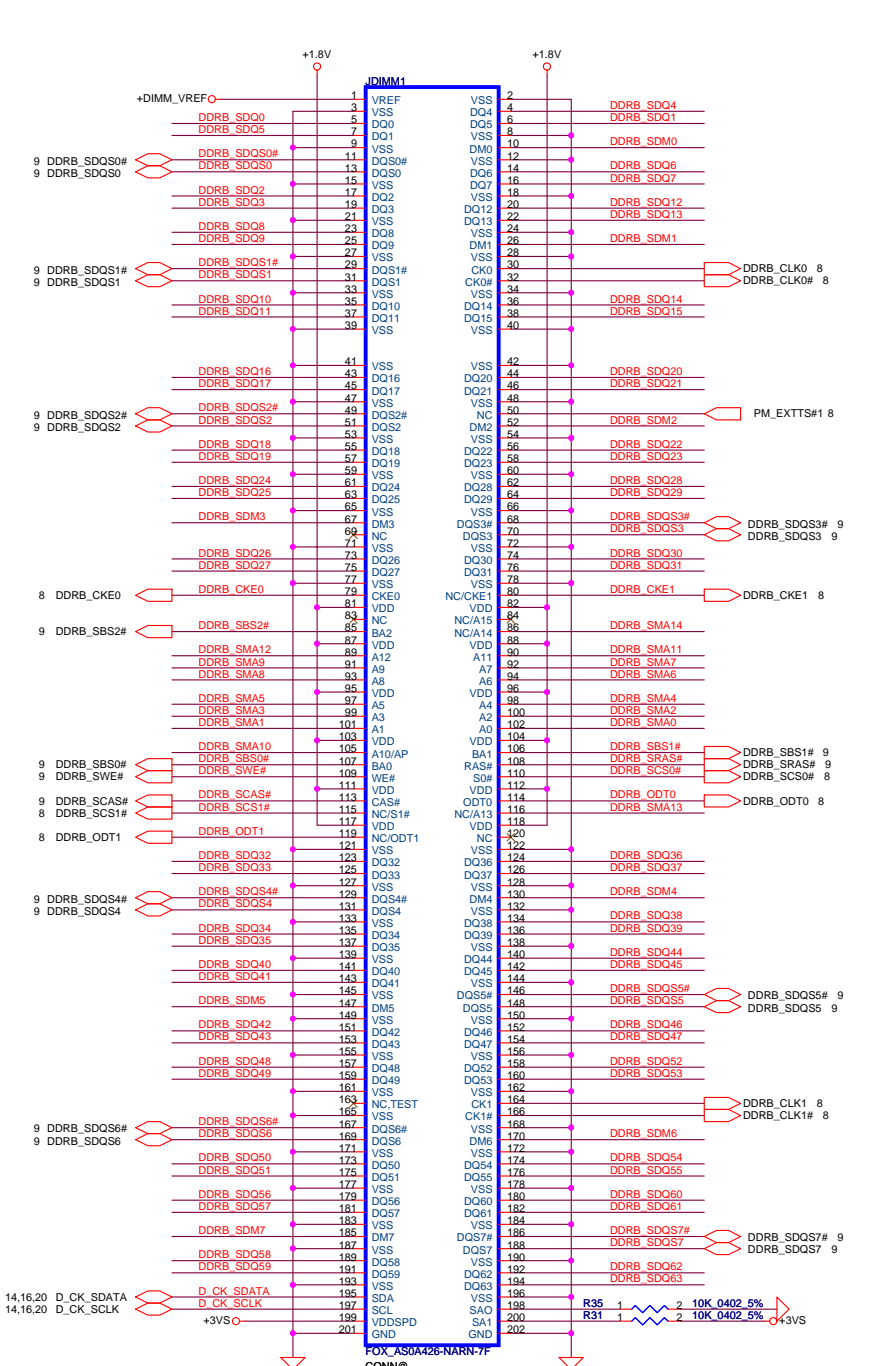 +1.8V +1.8V
JDIMM1
+DIMM_VREF 1 VREF VSS 2
3 VSS DQ4 4 DDRB_SDQ4
DDRB_SDQ0 5 DQ0 DQ5 6 DDRB_SDQ1
DDRB_SDQ5 7 DQ1 VSS 8
9 VSS DM0 10 DDRB_SDM0
9 DDRB_SDQS0# DDRB_SDQS0# 11 DQS0# VSS 12
9 DDRB_SDQS0 DDRB_SDQS0 13 DQS0 DQ6 14 DDRB_SDQ6
15 VSS DQ7 16 DDRB_SDQ7
DDRB_SDQ2 17 DQ2 VSS 18
DDRB_SDQ3 19 DQ3 DQ12 20 DDRB_SDQ12
21 VSS DQ13 22 DDRB_SDQ13
DDRB_SDQ8 23 DQ8 VSS 24
DDRB_SDQ9 25 DQ9 DM1 26 DDRB_SDM1
27 VSS VSS 28
9 DDRB_SDQS1# DDRB_SDQS1# 29 DQS1# CK0 30 DDRB_CLK0 8
9 DDRB_SDQS1 DDRB_SDQS1 31 DQS1 CK0# 32 DDRB_CLK0# 8
33 VSS VSS 34
DDRB_SDQ10 35 DQ10 DQ14 36 DDRB_SDQ14
DDRB_SDQ11 37 DQ11 DQ15 38 DDRB_SDQ15
39 VSS VSS 40
41 VSS VSS 42
DDRB_SDQ16 43 DQ16 DQ20 44 DDRB_SDQ20
DDRB_SDQ17 45 DQ17 DQ21 46 DDRB_SDQ21
47 VSS VSS 48
9 DDRB_SDQS2# DDRB_SDQS2# 49 DQS2# NC 50 PM_EXTTS#1 8
9 DDRB_SDQS2 DDRB_SDQS2 51 DQS2 DM2 52 DDRB_SDM2
53 VSS VSS 54
DDRB_SDQ18 55 DQ18 DQ22 56 DDRB_SDQ22
DDRB_SDQ19 57 DQ19 DQ23 58 DDRB_SDQ23
59 VSS VSS 60
DDRB_SDQ24 61 DQ24 DQ28 62 DDRB_SDQ28
DDRB_SDQ25 63 DQ25 DQ29 64 DDRB_SDQ29
65 VSS VSS 66
DDRB_SDM3 67 DM3 DQS3# 68 DDRB_SDQS3# DDRB_SDQS3# 9
69 NC DQS3 70 DDRB_SDQS3 DDRB_SDQS3 9
71 VSS VSS 72
DDRB_SDQ26 73 DQ26 DQ30 74 DDRB_SDQ30
DDRB_SDQ27 75 DQ27 DQ31 76 DDRB_SDQ31
77 VSS VSS 78
8 DDRB_CKE0 DDRB_CKE0 79 CKE0 NC/CKE1 80 DDRB_CKE1 DDRB_CKE1 8
81 VDD VDD 82
83 NC NC/A15 84
9 DDRB_SBS2# DDRB_SBS2# 85 BA2 NC/A14 86 DDRB_SMA14
87 VDD VDD 88
DDRB_SMA12 89 A12 A11 90 DDRB_SMA11
DDRB_SMA9 91 A9 A7 92 DDRB_SMA7
DDRB_SMA8 93 A8 A6 94 DDRB_SMA6
95 VDD VDD 96
DDRB_SMA5 97 A5 A4 98 DDRB_SMA4
DDRB_SMA3 99 A3 A2 100 DDRB_SMA2
DDRB_SMA1 101 A1 A0 102 DDRB_SMA0
103 VDD VDD 104
DDRB_SMA10 105 A10/AP BA1 106 DDRB_SBS1# DDRB_SBS1# 9
9 DDRB_SBS0# DDRB_SBS0# 107 BA0 RAS# 108 DDRB_SRAS# DDRB_SRAS# 9
9 DDRB_SWE# DDRB_SWE# 109 WE# S0# 110 DDRB_SCS0# DDRB_SCS0# 8
111 VDD VDD 112
9 DDRB_SCAS# DDRB_SCAS# 113 CAS# ODT0 114 DDRB_ODT0 DDRB_ODT0 8
8 DDRB_SCS1# DDRB_SCS1# 115 NC/S1# NC/A13 116 DDRB_SMA13
117 VDD VDD 118
8 DDRB_ODT1 DDRB_ODT1 119 NC/ODT1 NC 120
121 VSS VSS 122
DDRB_SDQ32 123 DQ32 DQ36 124 DDRB_SDQ36
DDRB_SDQ33 125 DQ33 DQ37 126 DDRB_SDQ37
127 VSS VSS 128
9 DDRB_SDQS4# DDRB_SDQS4# 129 DQS4# DM4 130 DDRB_SDM4
9 DDRB_SDQS4 DDRB_SDQS4 131 DQS4 VSS 132
133 VSS DQ38 134 DDRB_SDQ38
DDRB_SDQ34 135 DQ34 DQ39 136 DDRB_SDQ39
DDRB_SDQ35 137 DQ35 VSS 138
139 VSS DQ44 140 DDRB_SDQ44
DDRB_SDQ40 141 DQ40 DQ45 142 DDRB_SDQ45
DDRB_SDQ41 143 DQ41 VSS 144
145 VSS DQS5# 146 DDRB_SDQS5# DDRB_SDQS5# 9
DDRB_SDM5 147 DM5 DQS5 148 DDRB_SDQS5 DDRB_SDQS5 9
149 VSS VSS 150
DDRB_SDQ42 151 DQ42 DQ46 152 DDRB_SDQ46
DDRB_SDQ43 153 DQ43 DQ47 154 DDRB_SDQ47
155 VSS VSS 156
DDRB_SDQ48 157 DQ48 DQ52 158 DDRB_SDQ52
DDRB_SDQ49 159 DQ49 DQ53 160 DDRB_SDQ53
161 VSS VSS 162
163 NC,TEST CK1 164 DDRB_CLK1 8
165 VSS CK1# 166 DDRB_CLK1# 8
9 DDRB_SDQS6# DDRB_SDQS6# 167 DQS6# VSS 168
9 DDRB_SDQS6 DDRB_SDQS6 169 DQS6 DM6 170 DDRB_SDM6
171 VSS VSS 172
DDRB_SDQ50 173 DQ50 DQ54 174 DDRB_SDQ54
DDRB_SDQ51 175 DQ51 DQ55 176 DDRB_SDQ55
177 VSS VSS 178
DDRB_SDQ56 179 DQ56 DQ60 180 DDRB_SDQ60
DDRB_SDQ57 181 DQ57 DQ61 182 DDRB_SDQ61
183 VSS VSS 184
DDRB_SDM7 185 DM7 DQS7# 186 DDRB_SDQS7# DDRB_SDQS7# 9
187 VSS DQS7 188 DDRB_SDQS7 DDRB_SDQS7 9
DDRB_SDQ58 189 DQ58 VSS 190
DDRB_SDQ59 191 DQ59 DQ62 192 DDRB_SDQ62
193 VSS DQ63 194 DDRB_SDQ63
14,16,20 D_CK_SDATA D_CK_SDATA 195 SDA VSS 196
14,16,20 D_CK_SCLK D_CK_SCLK 197 SCL SAO 198 R35 1 2 10K_0402_5%
+3VS 199 VDDSPD SA1 200 R31 1 2 10K_0402_5% +3VS
201 GND GND 202
FOX_AS0A426-NARN-7F
CONN@